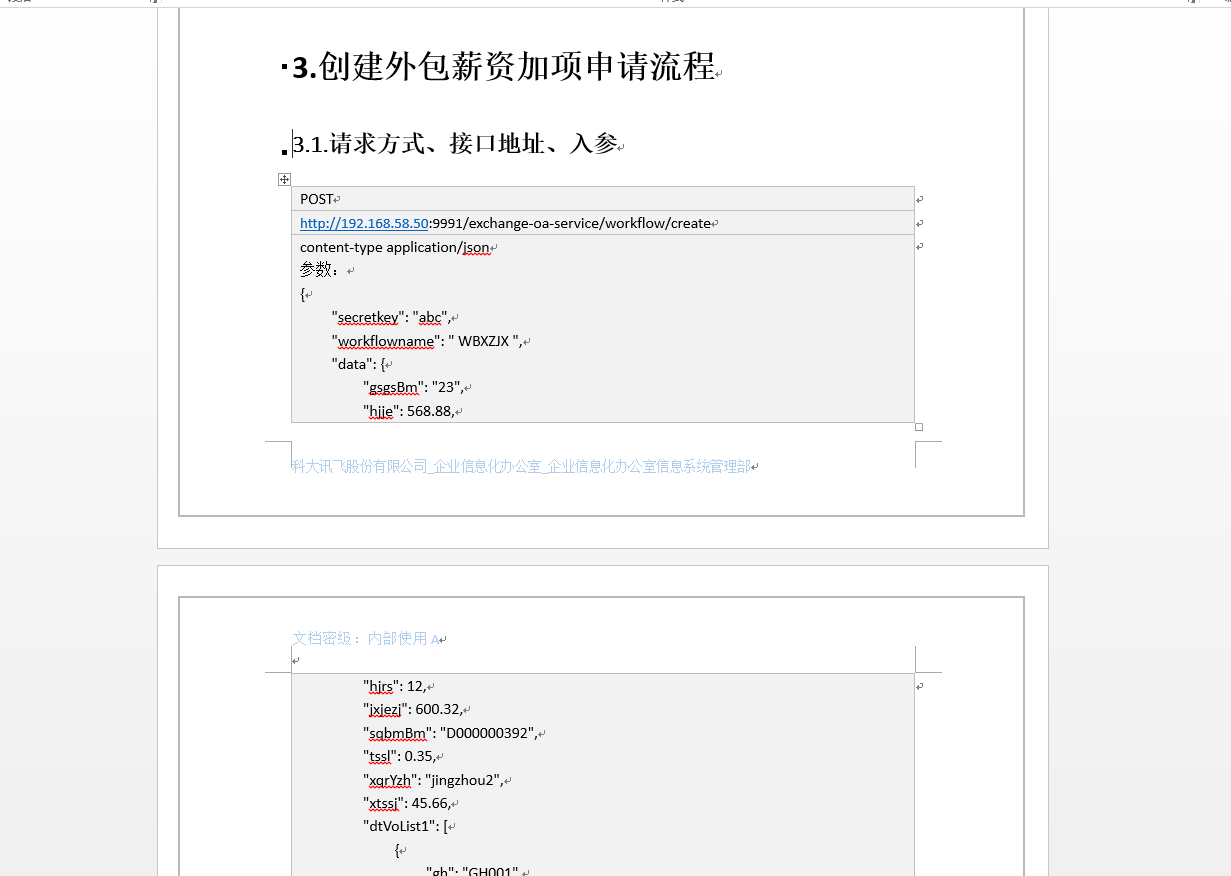 3.创建外包薪资加项申请流程
3.1.请求方式、接口地址、入参
POST
http://192.168.58.50:9991/exchange-oa-service/workflow/create
content-type application/json
参数：
{
"secretkey": "abc",
"workflowname": " WBXZJX ",
"data": {
"gsgsBm": "23",
"hjje": 568.88,
科大讯飞股份有限公司_企业信息化办公室_企业信息化办公室信息系统管理部
文档密级：内部使用 A
"hjrs": 12,
"jxjezj": 600.32,
"sqbmBm": "D000000392",
"tssl": 0.35,
"xqrYzh": "jingzhou2",
"xtssj": 45.66,
"dtVoList1": [
{
"gh": "GH001",